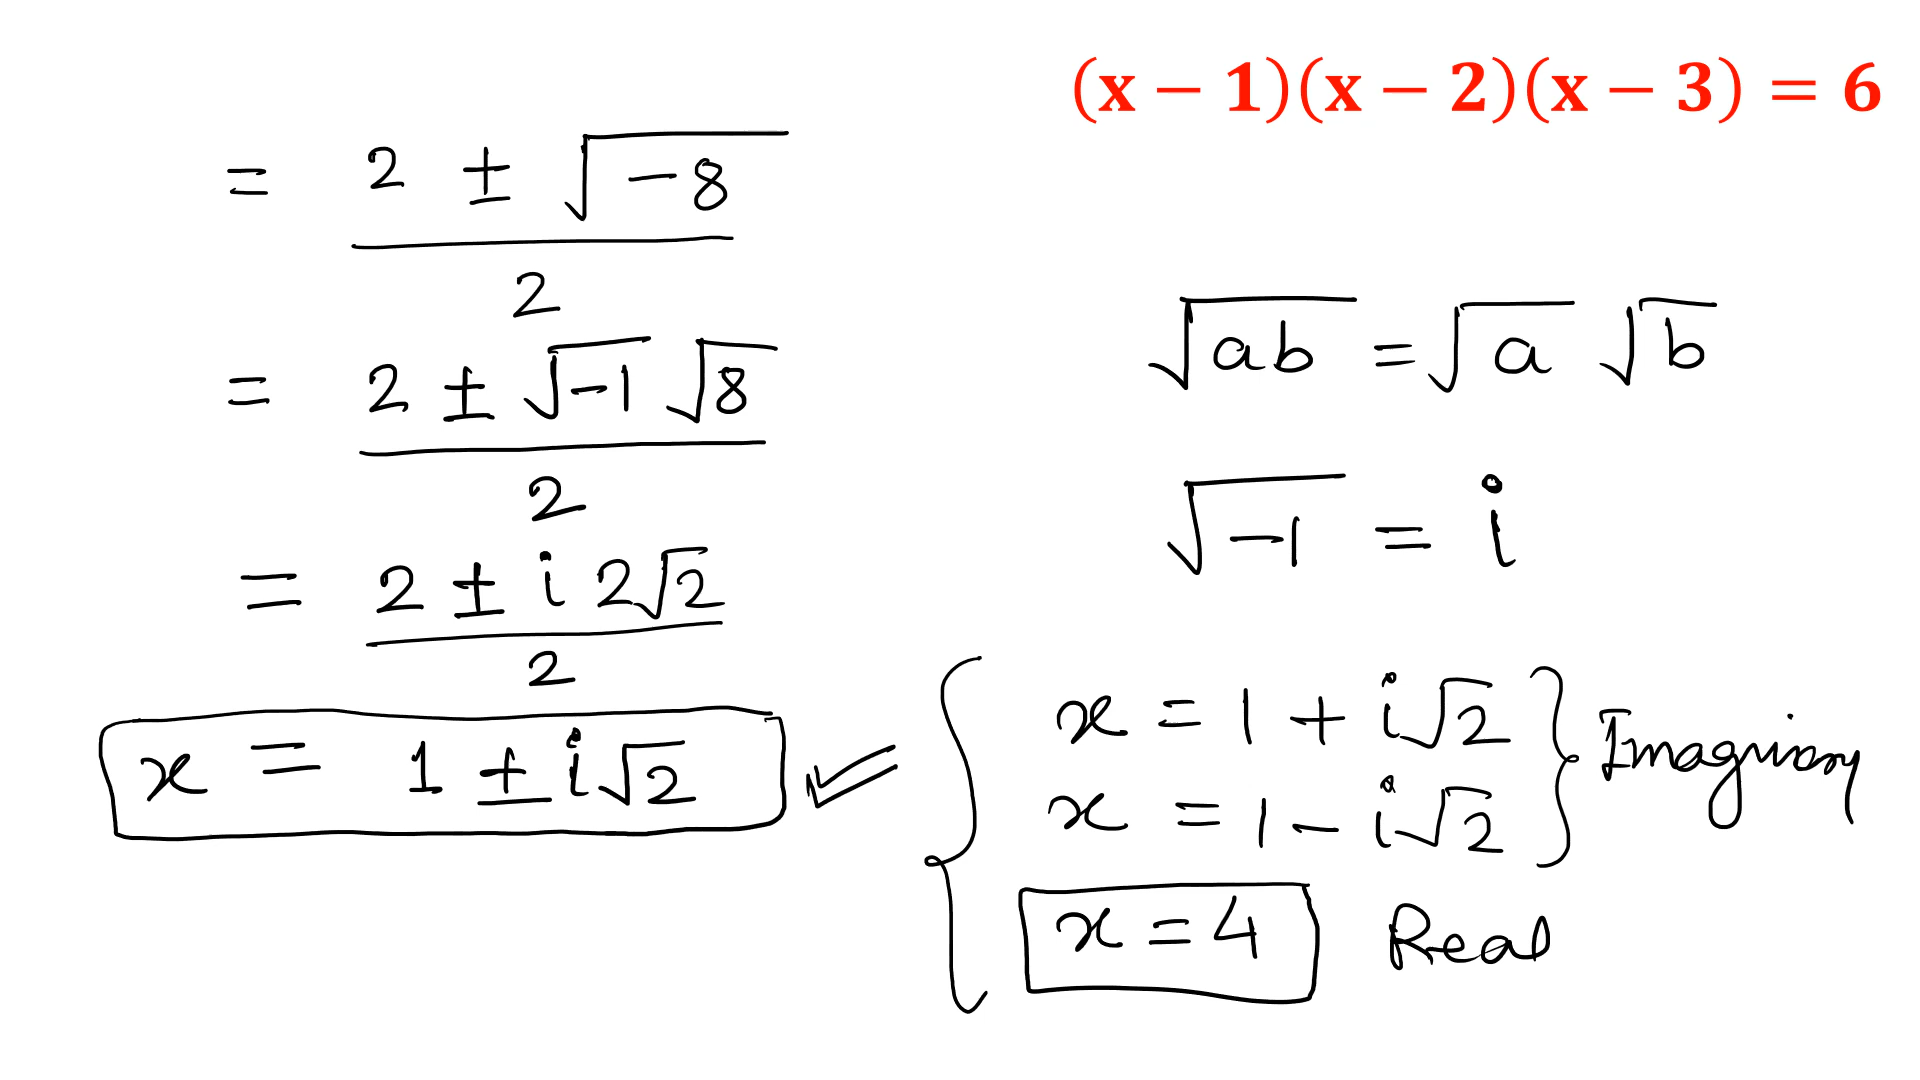 (x − 1)(x − 2)(x − 3) = 6
= (2 ± √-8)/2
= (2 ± √-1 √8)/2
= (2 ± i 2√2)/2
x = 1 ± i√2
√ab = √a √b
√-1 = i
x = 1 + i√2
x = 1 - i√2
Imaginary
x = 4 Real